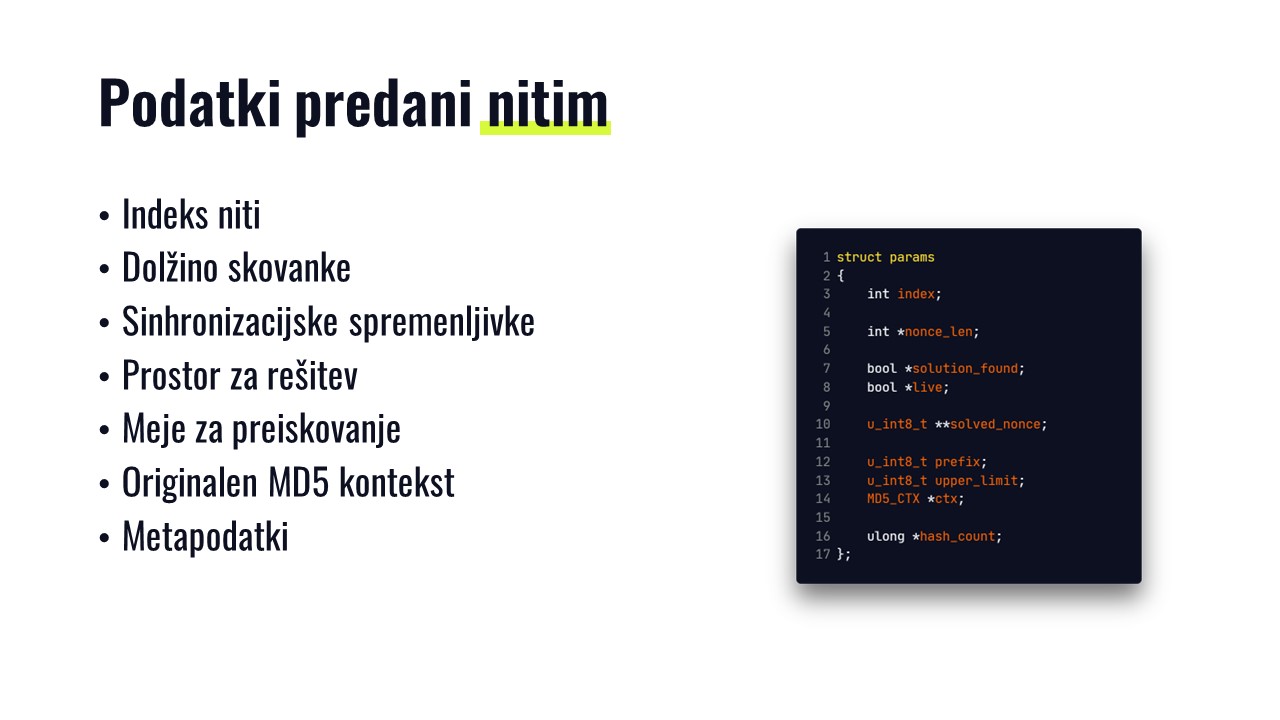 Podatki predani nitim
• Indeks niti
• Dolžino skovanke
• Sinhronizacijske spremenljivke
• Prostor za rešitev
• Meje za preiskovanje
• Originalen MD5 kontekst
• Metapodatki
1 struct params
2 {
3     int index;
4
5     int *nonce_len;
6
7     bool *solution_found;
8     bool *live;
9
10     u_int8_t **solved_nonce;
11
12     u_int8_t prefix;
13     u_int8_t upper_limit;
14     MD5_CTX *ctx;
15
16     ulong *hash_count;
17 };